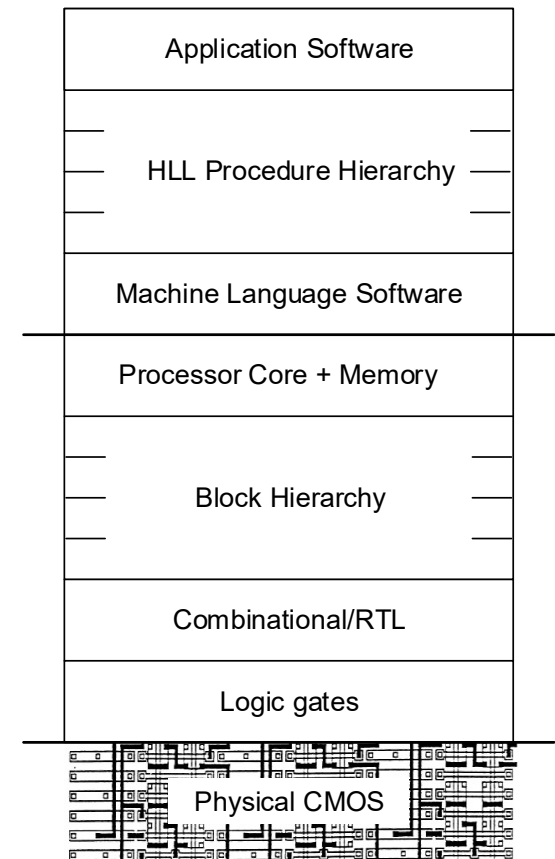 Application Software
HLL Procedure Hierarchy
Machine Language Software
Processor Core + Memory
Block Hierarchy
Combinational/RTL
Logic gates
Physical CMOS